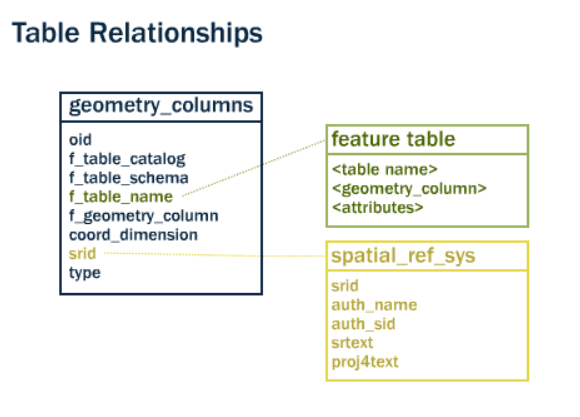 Table Relationships
geometry_columns
oid
f_table_catalog
f_table_schema
f_table_name
f_geometry_column
coord_dimension
srid
type
feature table
<table name>
<geometry_column>
<attributes>
spatial_ref_sys
srid
auth_name
auth_sid
srtext
proj4text